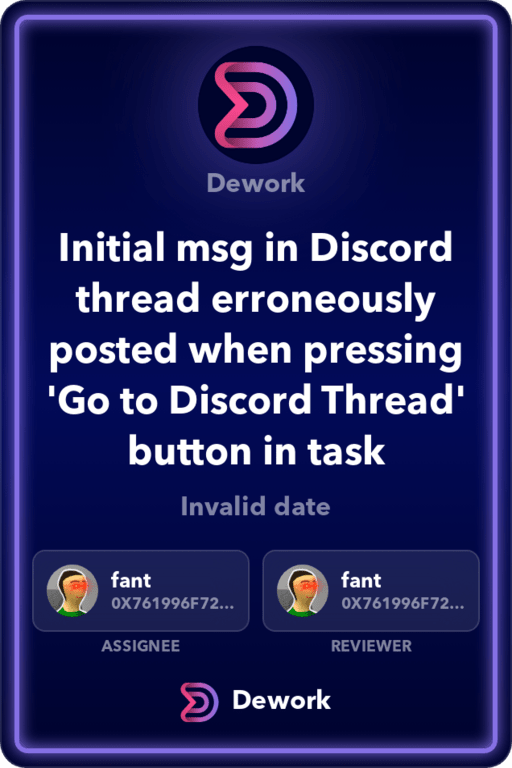 Dework
Initial msg in Discord
thread erroneously
posted when pressing
'Go to Discord Thread'
button in task
Invalid date
fant
0X761996F72...
fant
0X761996F72...
ASSIGNEE
REVIEWER
Dework